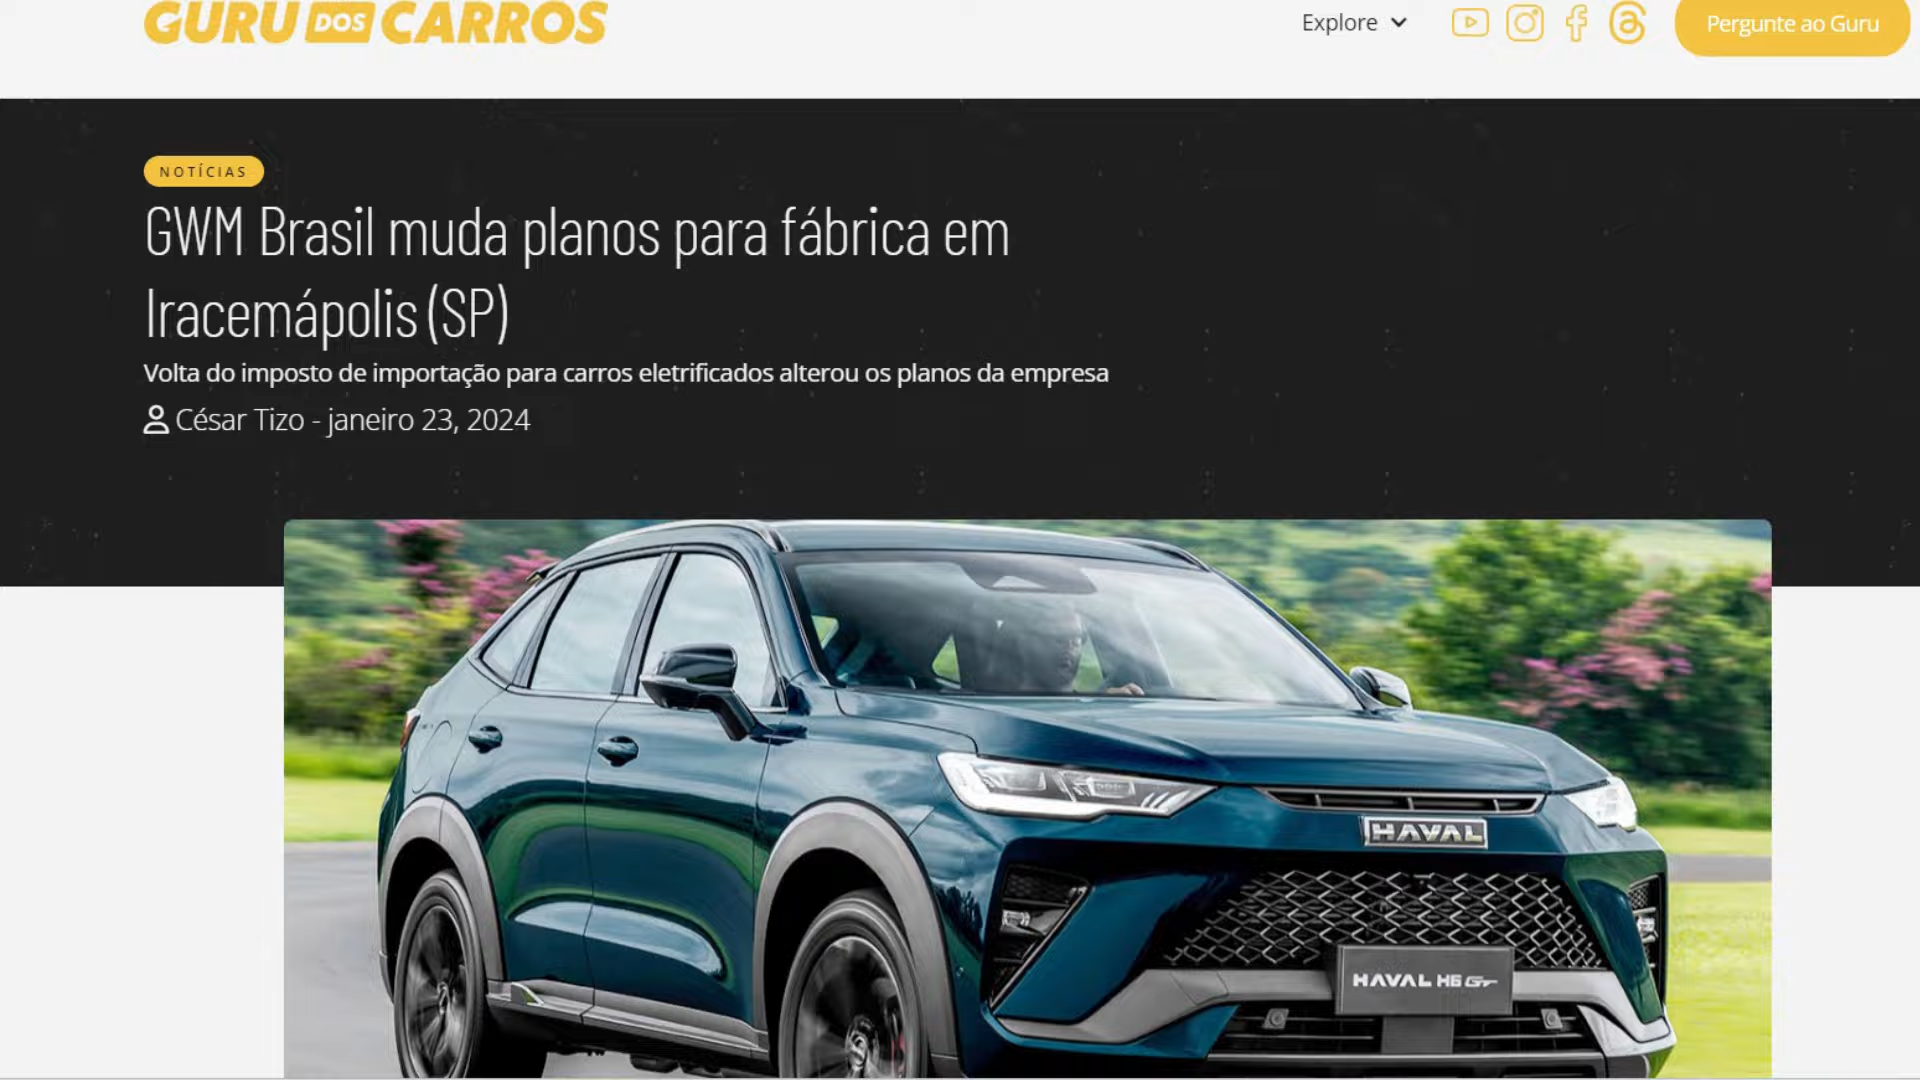 GURU DOS CARROS
Explore
Pergunte ao Guru
NOTÍCIAS
GWM Brasil muda planos para fábrica em
Iracemápolis (SP)
Volta do imposto de importação para carros eletrificados alterou os planos da empresa
César Tizo - janeiro 23, 2024
HAVAL
HAVAL H6 GT